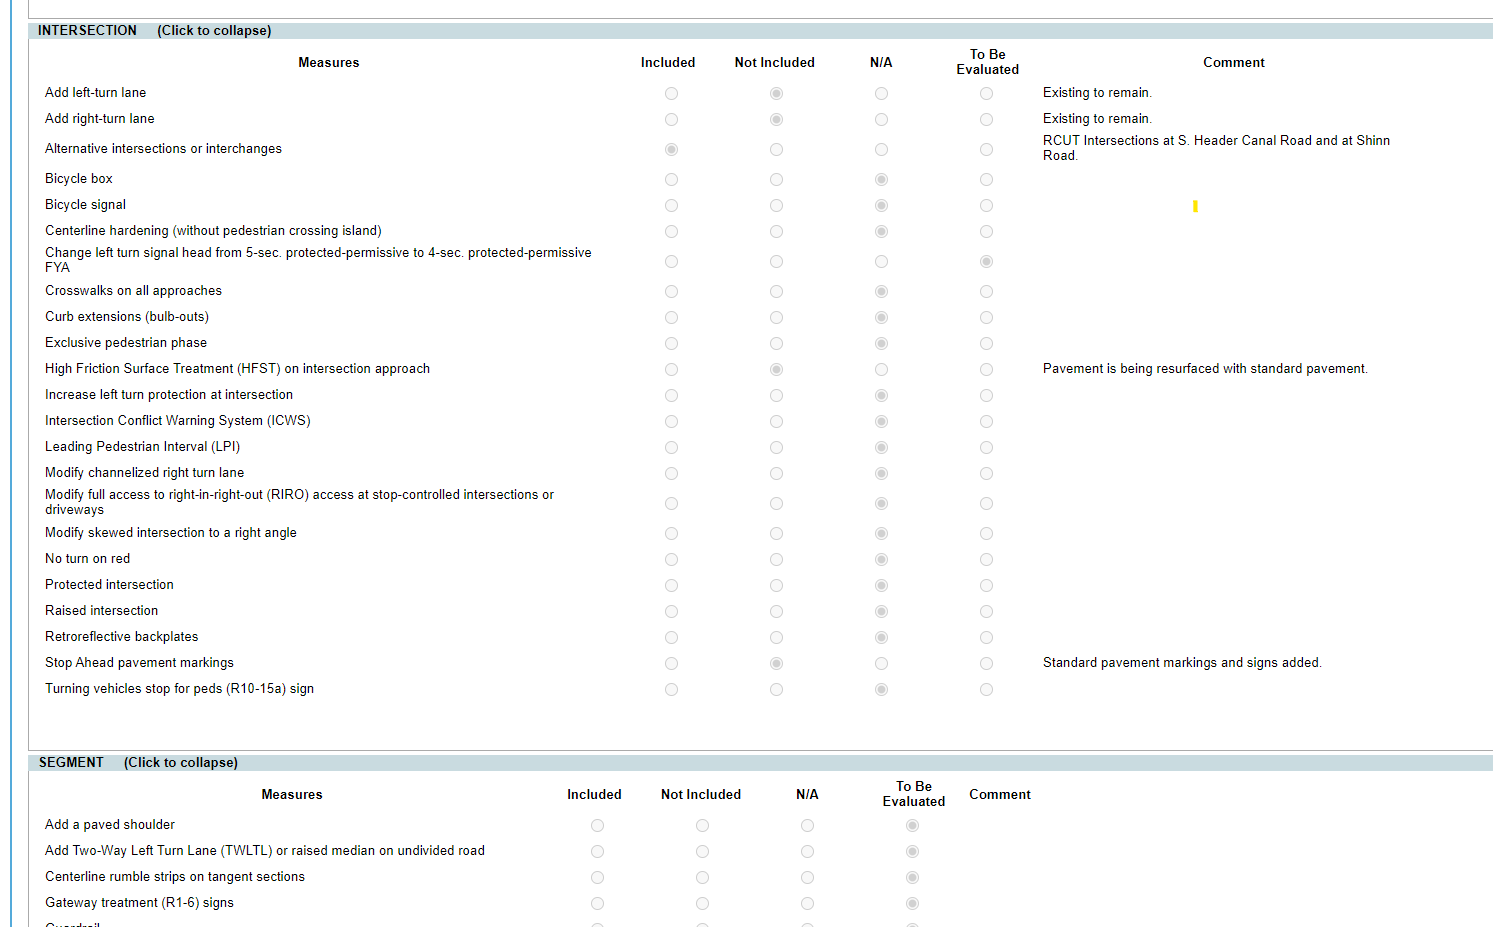 INTERSECTION (Click to collapse)
Measures Included Not Included N/A To Be Evaluated Comment
Add left-turn lane Existing to remain.
Add right-turn lane Existing to remain.
Alternative intersections or interchanges RCUT Intersections at S. Header Canal Road and at Shinn
Road.
Bicycle box
Bicycle signal
Centerline hardening (without pedestrian crossing island)
Change left turn signal head from 5-sec. protected-permissive to 4-sec. protected-permissive
FYA
Crosswalks on all approaches
Curb extensions (bulb-outs)
Exclusive pedestrian phase
High Friction Surface Treatment (HFST) on intersection approach Pavement is being resurfaced with standard pavement.
Increase left turn protection at intersection
Intersection Conflict Warning System (ICWS)
Leading Pedestrian Interval (LPI)
Modify channelized right turn lane
Modify full access to right-in-right-out (RIRO) access at stop-controlled intersections or
driveways
Modify skewed intersection to a right angle
No turn on red
Protected intersection
Raised intersection
Retroreflective backplates
Stop Ahead pavement markings Standard pavement markings and signs added.
Turning vehicles stop for peds (R10-15a) sign
SEGMENT (Click to collapse)
Measures Included Not Included N/A To Be Evaluated Comment
Add a paved shoulder
Add Two-Way Left Turn Lane (TWLTL) or raised median on undivided road
Centerline rumble strips on tangent sections
Gateway treatment (R1-6) signs